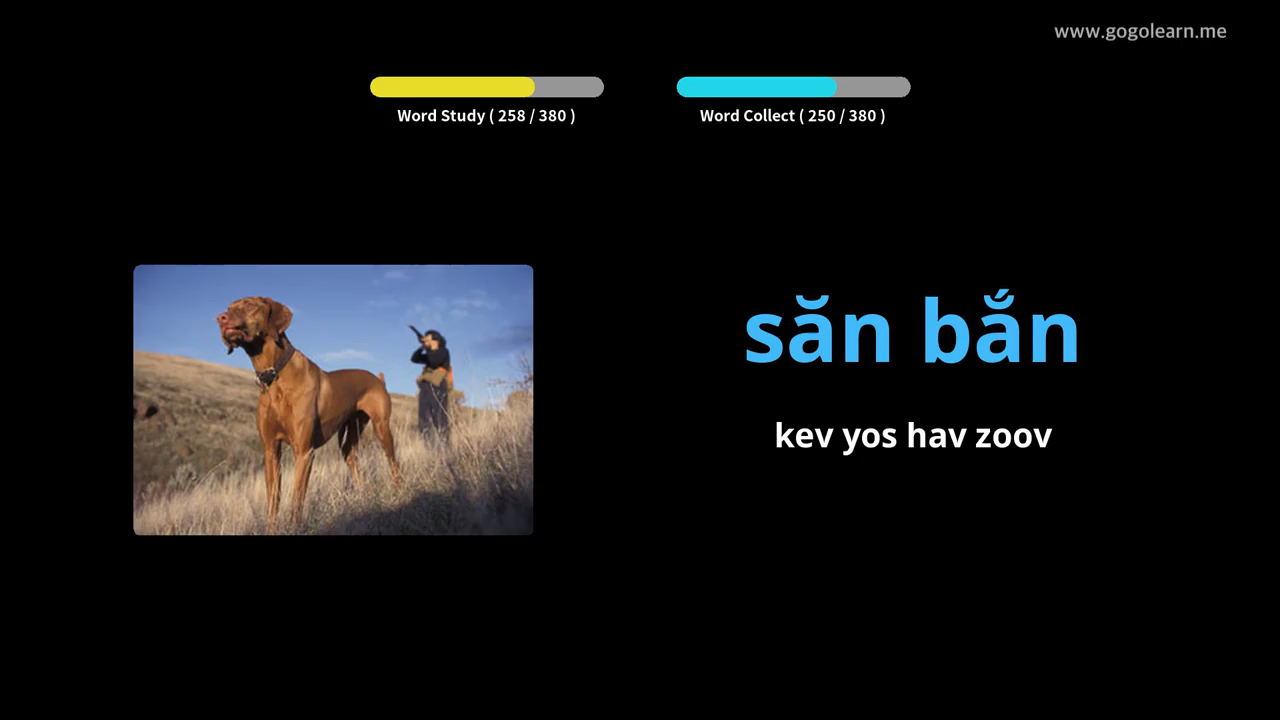 www.gogolearn.me
Word Study ( 258 / 380 )
Word Collect ( 250 / 380 )
săn bắn
kev yos hav zoov